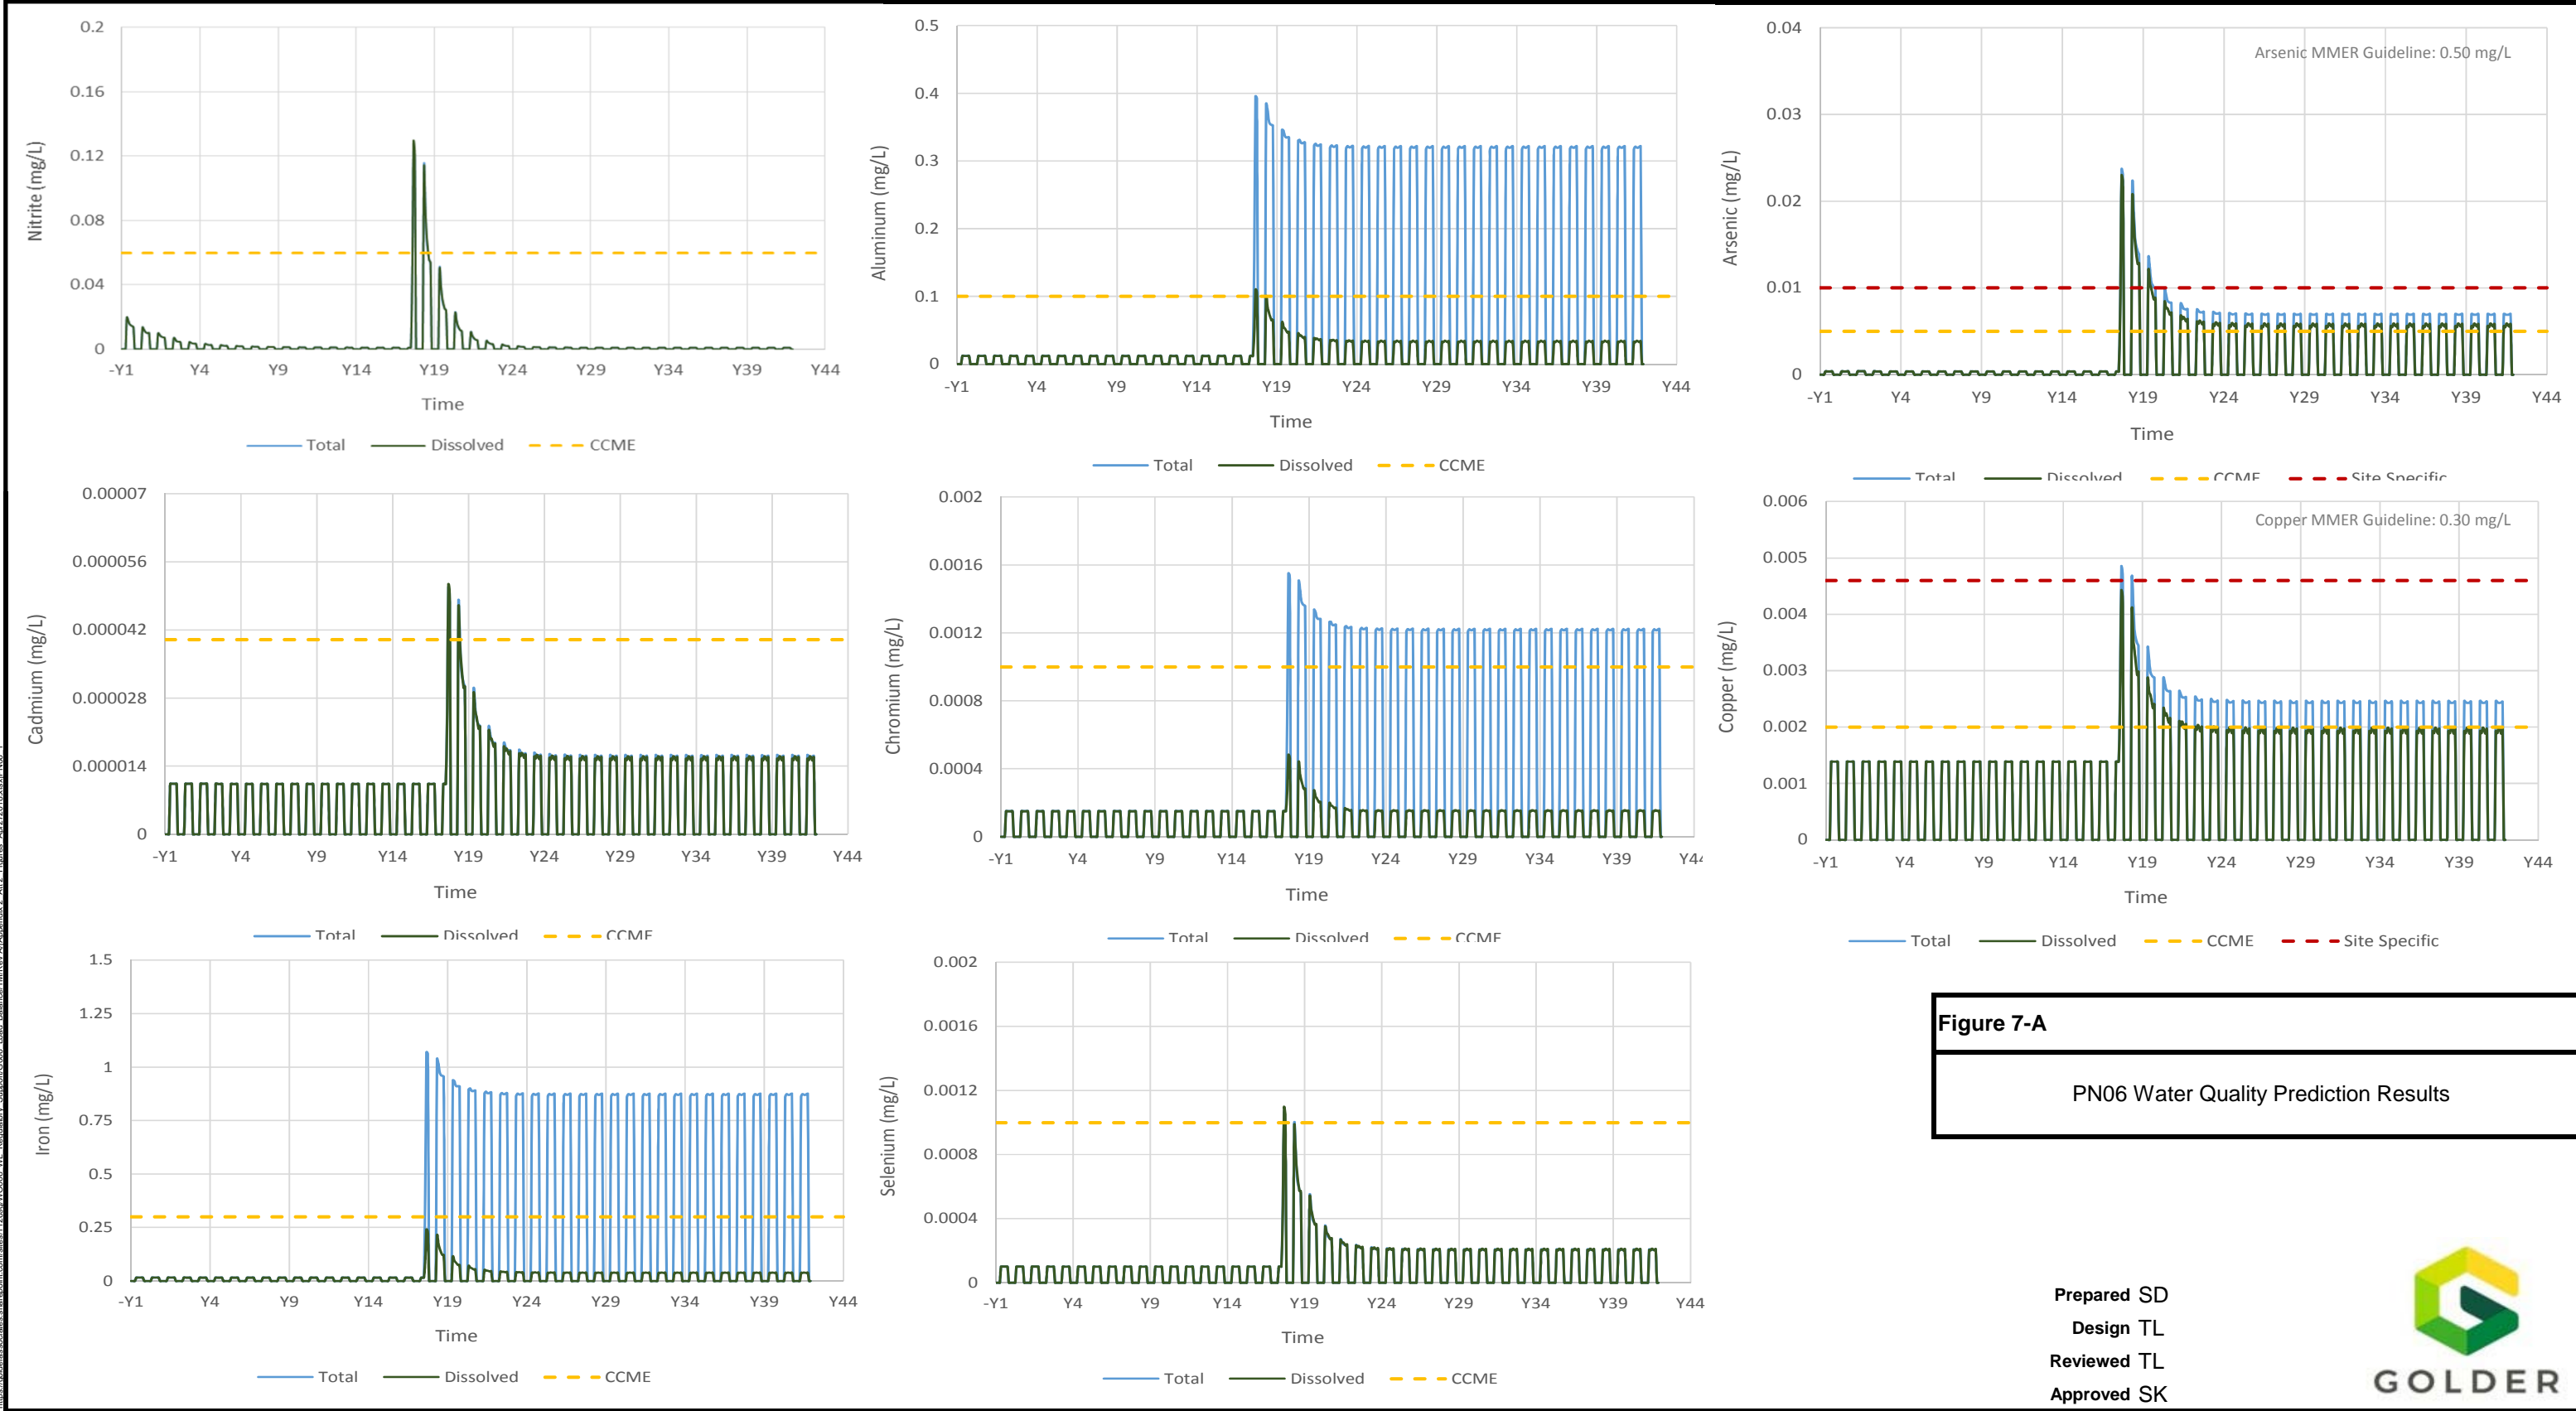 0.2
0.16
0.12
0.08
0.04
0
Nitrite (mg/L)
-Y1 Y4 Y9 Y14 Y19 Y24 Y29 Y34 Y39 Y44
Time
Total Dissolved CCME
0.5
0.4
0.3
0.2
0.1
0
Aluminum (mg/L)
-Y1 Y4 Y9 Y14 Y19 Y24 Y29 Y34 Y39 Y44
Time
Total Dissolved CCME
Arsenic MMER Guideline: 0.50 mg/L
0.04
0.03
0.02
0.01
0
Arsenic (mg/L)
-Y1 Y4 Y9 Y14 Y19 Y24 Y29 Y34 Y39 Y44
Time
Total Dissolved CCME Site Specific
0.00007
0.000056
0.000042
0.000028
0.000014
0
Cadmium (mg/L)
-Y1 Y4 Y9 Y14 Y19 Y24 Y29 Y34 Y39 Y44
Time
Total Dissolved CCME
0.002
0.0016
0.0012
0.0008
0.0004
0
Chromium (mg/L)
-Y1 Y4 Y9 Y14 Y19 Y24 Y29 Y34 Y39 Y44
Time
Total Dissolved CCME
Copper MMER Guideline: 0.30 mg/L
0.006
0.005
0.004
0.003
0.002
0.001
0
Copper (mg/L)
-Y1 Y4 Y9 Y14 Y19 Y24 Y29 Y34 Y39 Y44
Time
Total Dissolved CCME Site Specific
1.5
1.25
1
0.75
0.5
0.25
0
Iron (mg/L)
-Y1 Y4 Y9 Y14 Y19 Y24 Y29 Y34 Y39 Y44
Time
Total Dissolved CCME
0.002
0.0016
0.0012
0.0008
0.0004
0
Selenium (mg/L)
-Y1 Y4 Y9 Y14 Y19 Y24 Y29 Y34 Y39 Y44
Time
Total Dissolved CCME
Figure 7-A
PN06 Water Quality Prediction Results
Prepared SD
Design TL
Reviewed TL
Approved SK
GOLDER